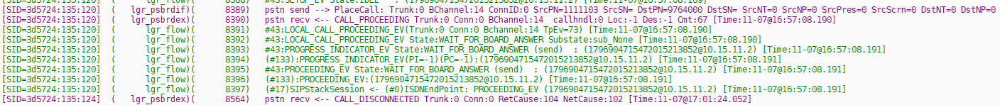 [SID=3d5724:135:120] ( lgr_psbrdif)( 8389) pstn send --> PlaceCall: Trunk:0 BChannel:14 ConnID:0 SrcPN=1111103 SrcSN= DstPN=9764000 DstSN= SrcNT=0 SrcNP=0 SrcPres=0 SrcScrn=0 DstNT=0 DstNP=0
[SID=3d5724:135:120] ( lgr_psbrdex)( 8390) pstn recv <-- CALL_PROCEEDING Trunk:0 Conn:0 BChannel:14 callhndl:0 Loc:-1 Des:-1 Cmt:67 [Time:11-07@16:57:08.190]
[SID=3d5724:135:120] ( lgr_flow)( 8391) #43:LOCAL_CALL_PROCEEDING_EV(Trunk:0 Conn:0 Bchannel:14 TpEv=73) [Time:11-07@16:57:08.190]
[SID=3d5724:135:120] ( lgr_flow)( 8392) #43:LOCAL_CALL_PROCEEDING_EV State:WAIT_FOR_BOARD_ANSWER Substate:sub_None [Time:11-07@16:57:08.190]
[SID=3d5724:135:120] ( lgr_flow)( 8393) #43:PROGRESS_INDICATOR_EV State:WAIT_FOR_BOARD_ANSWER (send) : (1796904715472015213852@10.15.11.2) [Time:11-07@16:57:08.191]
[SID=3d5724:135:120] ( lgr_flow)( 8394) (#133):PROGRESS_INDICATOR_EV(PI=-1)(PC=-1):(1796904715472015213852@10.15.11.2) [Time:11-07@16:57:08.191]
[SID=3d5724:135:120] ( lgr_flow)( 8395) #43:PROCEEDING_EV State:WAIT_FOR_BOARD_ANSWER (send) : (1796904715472015213852@10.15.11.2) [Time:11-07@16:57:08.191]
[SID=3d5724:135:120] ( lgr_flow)( 8396) (#133):PROCEEDING_EV:(1796904715472015213852@10.15.11.2) [Time:11-07@16:57:08.191]
[SID=3d5724:135:120] ( lgr_flow)( 8397) (#17)SIPStackSession <- (#0)ISDNEndPoint: PROCEEDING_EV (1796904715472015213852@10.15.11.2) [Time:11-07@16:57:08.191]
[SID=3d5724:135:124] ( lgr_psbrdex)( 8564) pstn recv <-- CALL_DISCONNECTED Trunk:0 Conn:0 RetCause:104 NetCause:102 [Time:11-07@17:01:24.052]